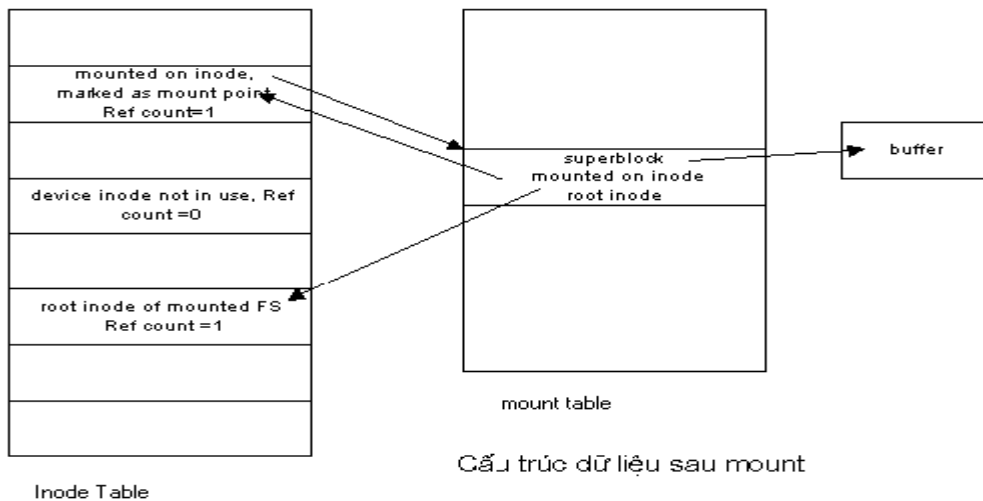 mounted on inode,
marked as mount point
Ref count=1
device inode not in use, Ref
count =0
root inode of mounted FS
Ref count =1
Inode Table
superblock
mounted on inode
root inode
mount table
buffer
Cấu trúc dữ liệu sau mount